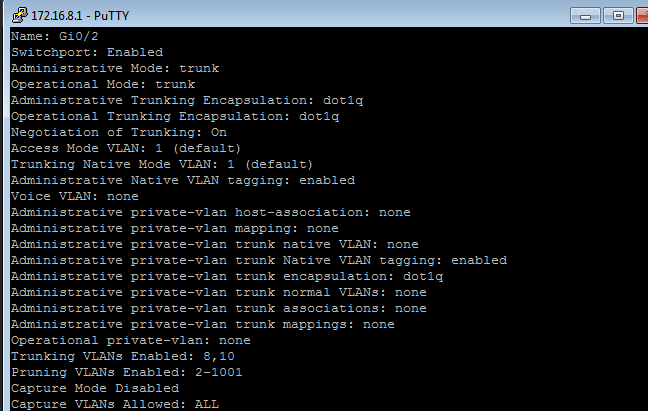 172.16.8.1 - PuTTY
Name: Gi0/2
Switchport: Enabled
Administrative Mode: trunk
Operational Mode: trunk
Administrative Trunking Encapsulation: dot1q
Operational Trunking Encapsulation: dot1q
Negotiation of Trunking: On
Access Mode VLAN: 1 (default)
Trunking Native Mode VLAN: 1 (default)
Administrative Native VLAN tagging: enabled
Voice VLAN: none
Administrative private-vlan host-association: none
Administrative private-vlan mapping: none
Administrative private-vlan trunk native VLAN: none
Administrative private-vlan trunk Native VLAN tagging: enabled
Administrative private-vlan trunk encapsulation: dot1q
Administrative private-vlan trunk normal VLANs: none
Administrative private-vlan trunk associations: none
Administrative private-vlan trunk mappings: none
Operational private-vlan: none
Trunking VLANs Enabled: 8,10
Pruning VLANs Enabled: 2-1001
Capture Mode Disabled
Capture VLANs Allowed: ALL